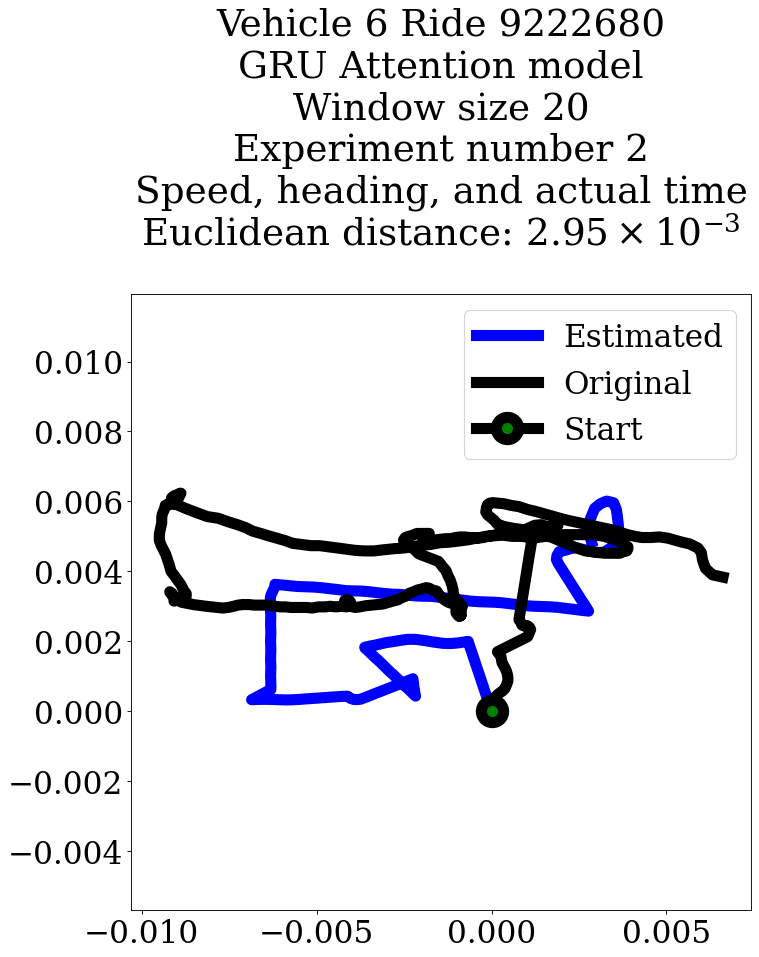 Vehicle 6 Ride 9222680
GRU Attention model
Window size 20
Experiment number 2
Speed, heading, and actual time
Euclidean distance: 2.95 × 10⁻³
Estimated
Original
Start
0.010
0.008
0.006
0.004
0.002
0.000
−0.002
−0.004
−0.010 −0.005 0.000 0.005